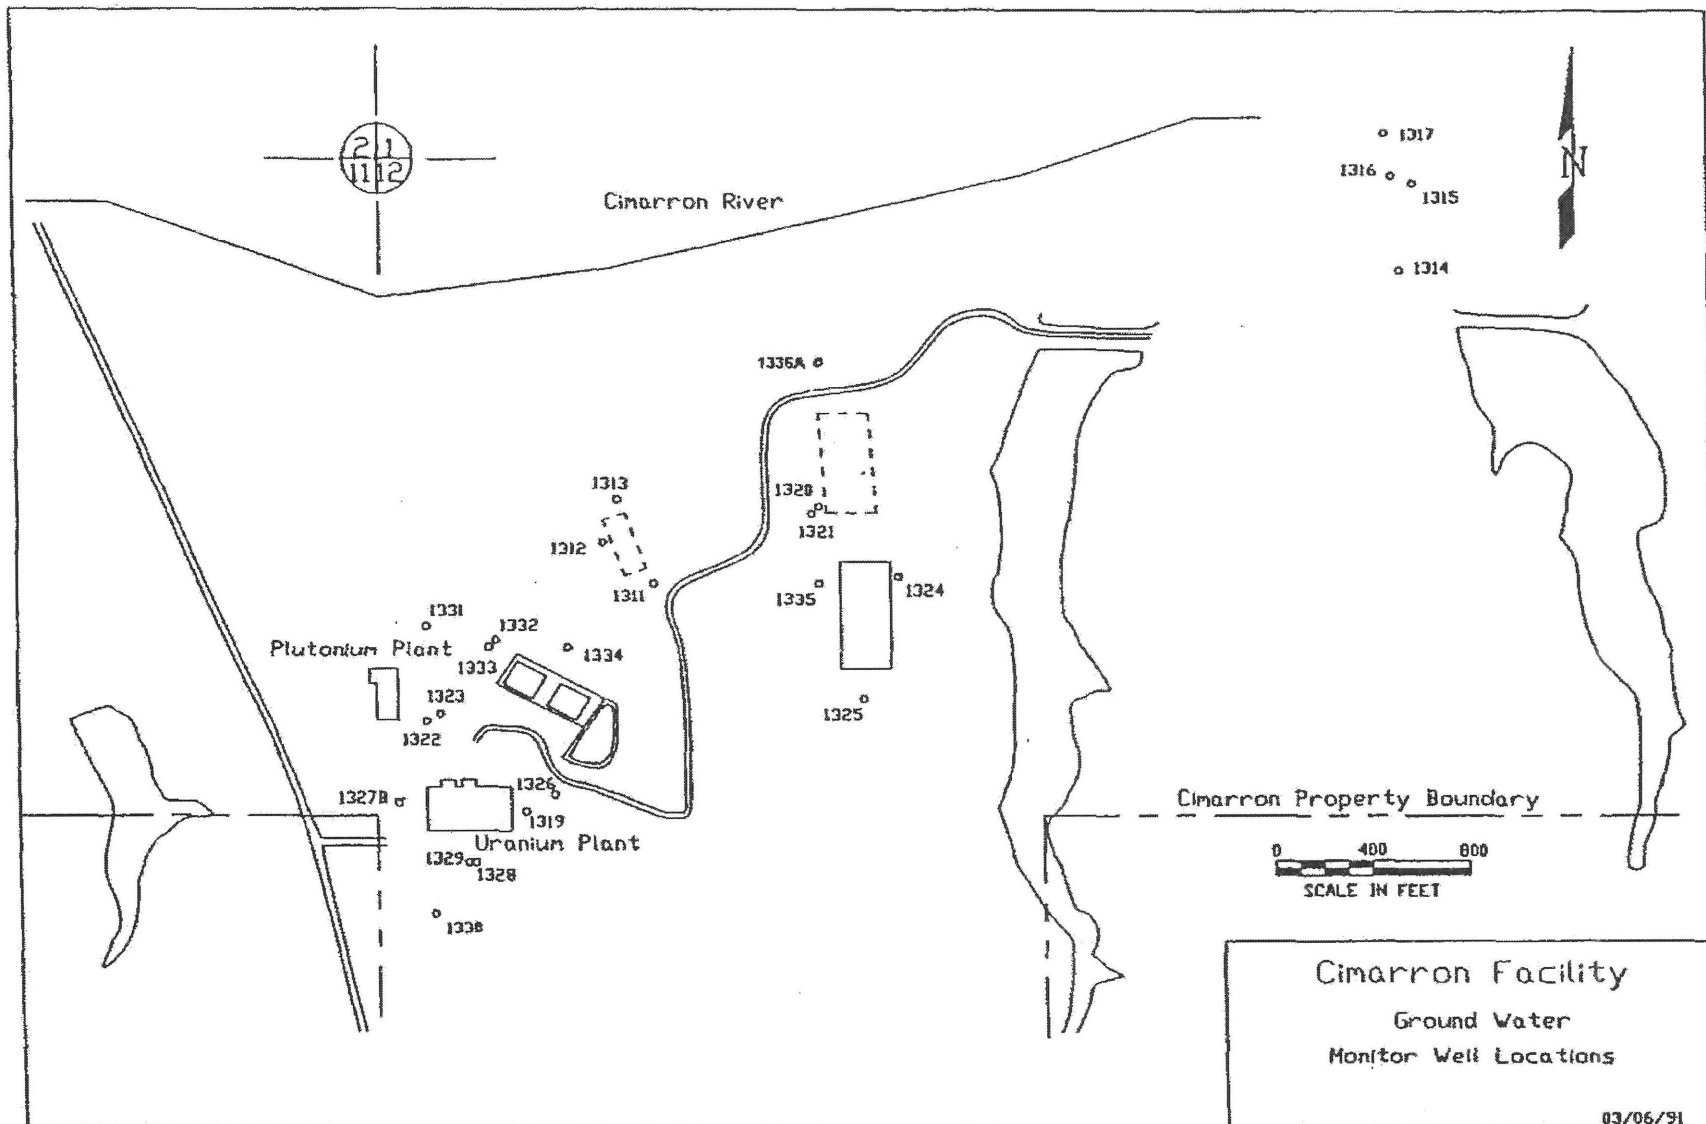 2 1
11 12
Cimarron River
N
1317
1316
1315
1314
1336A
1313
1320
1321
1312
1311
1335
1324
1331
1332
Plutonium Plant
1333
1334
1323
1322
1325
1327B
1326
1319
Uranium Plant
1329
1328
1338
Cimarron Property Boundary
0 400 800
SCALE IN FEET
Cimarron Facility
Ground Water
Monitor Well Locations
03/06/91